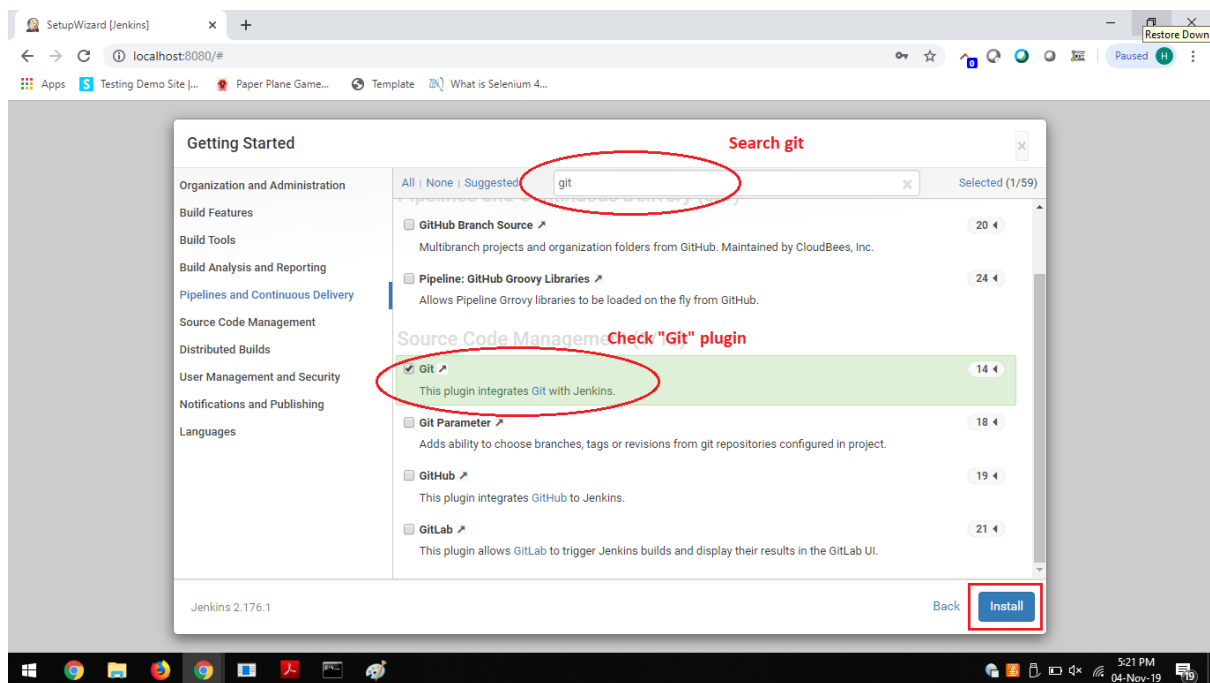 SetupWizard [Jenkins]
Restore Down
localhost:8080/#
0
Paused H
Apps S Testing Demo Site |... Paper Plane Game... Template What is Selenium 4...
Getting Started
Search git
Organization and Administration
Build Features
Build Tools
Build Analysis and Reporting
Pipelines and Continuous Delivery
Source Code Management
Distributed Builds
User Management and Security
Notifications and Publishing
Languages
All | None | Suggested
git
Selected (1/59)
Pipelines and Continuous Delivery
GitHub Branch Source 20
Multibranch projects and organization folders from GitHub. Maintained by CloudBees, Inc.
Pipeline: GitHub Groovy Libraries 24
Allows Pipeline Grrovy libraries to be loaded on the fly from GitHub.
Source Code Management
Check "Git" plugin
Git 14
This plugin integrates Git with Jenkins.
Git Parameter 18
Adds ability to choose branches, tags or revisions from git repositories configured in project.
GitHub 19
This plugin integrates GitHub to Jenkins.
GitLab 21
This plugin allows GitLab to trigger Jenkins builds and display their results in the GitLab UI.
Jenkins 2.176.1
Back
Install
5:21 PM
04-Nov-19
19